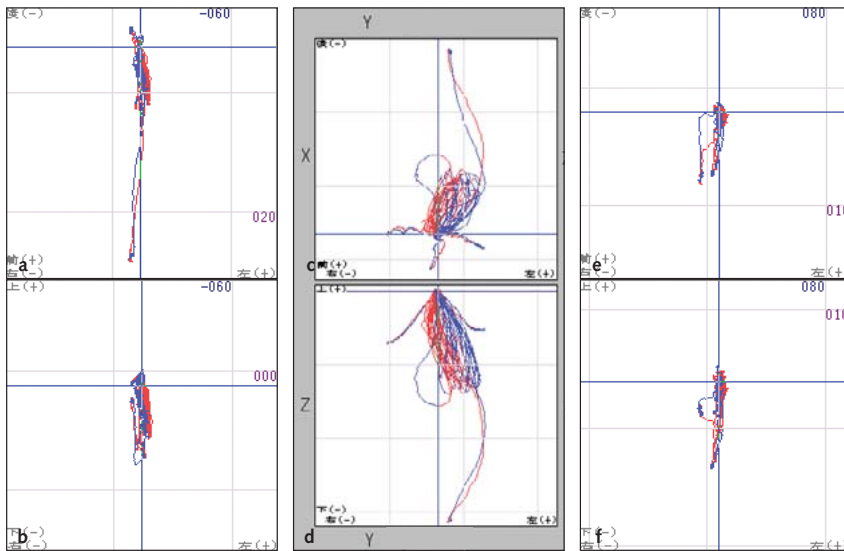 後(-) -060
020
前(+)
a
右(-) 左(+)
上(+) -060
000
下(-)
b
右(-) 左(+)
Y
後(-)
X
c 前(+)
右(-) 左(+)
上(+)
Z
下(-)
d 右(-) 左(+)
Y
後(-) 080
010
前(+)
e
右(-) 左(+)
上(+) 080
010
下(-)
f
右(-) 左(+)